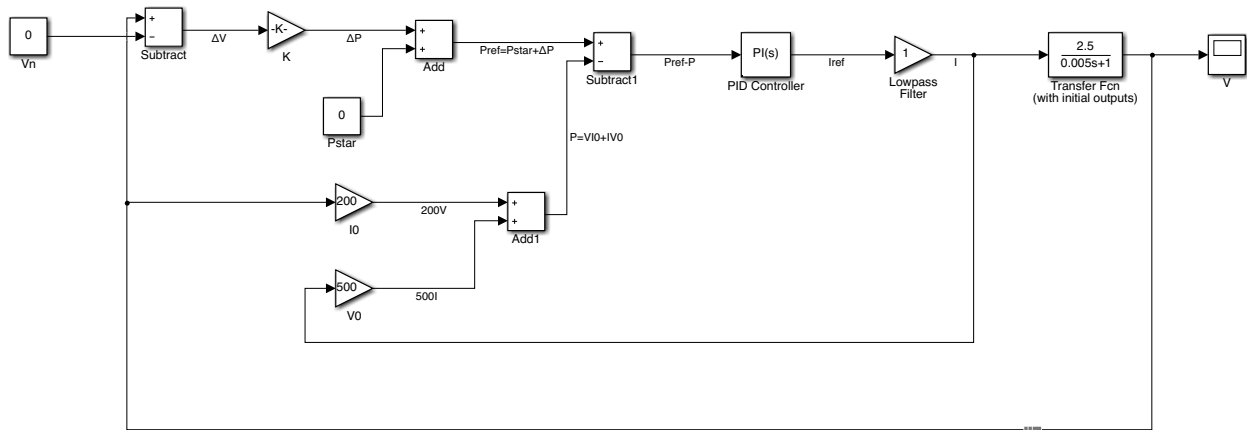 0
Vn
+
−
Subtract
ΔV
-K-
K
ΔP
+
+
Add
0
Pstar
Pref=Pstar+ΔP
+
−
Subtract1
Pref-P
PI(s)
PID Controller
Iref
1
Lowpass
Filter
I
2.5
0.005s+1
Transfer Fcn
(with initial outputs)
V
P=VI0+IV0
200
I0
200V
+
+
Add1
500
V0
500I